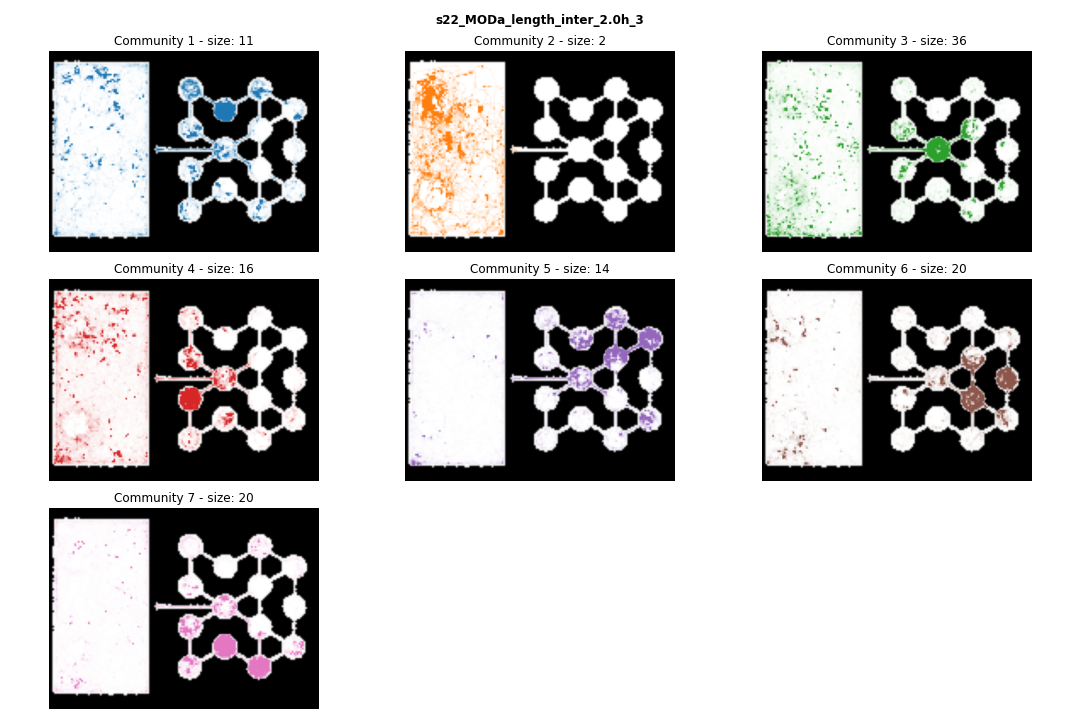 s22_MODa_length_inter_2.0h_3
Community 1 - size: 11
Community 2 - size: 2
Community 3 - size: 36
Community 4 - size: 16
Community 5 - size: 14
Community 6 - size: 20
Community 7 - size: 20